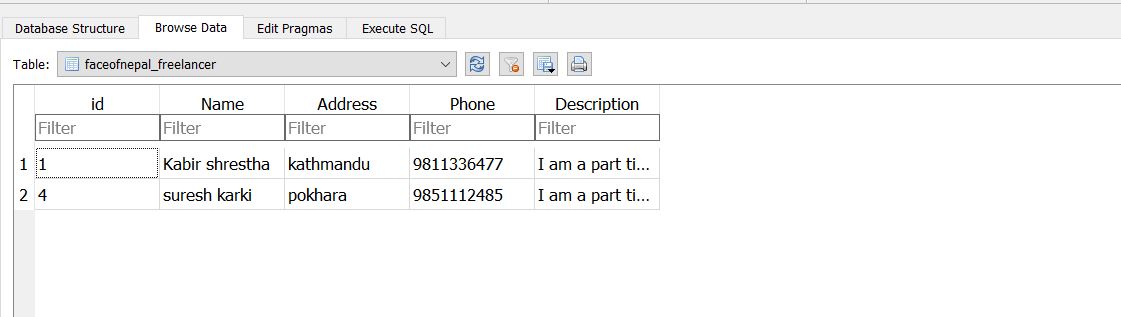 Database Structure Browse Data Edit Pragmas Execute SQL
Table: faceofnepal_freelancer
id Name Address Phone Description
Filter Filter Filter Filter Filter
1 1 Kabir shrestha kathmandu 9811336477 I am a part ti...
2 4 suresh karki pokhara 9851112485 I am a part ti...